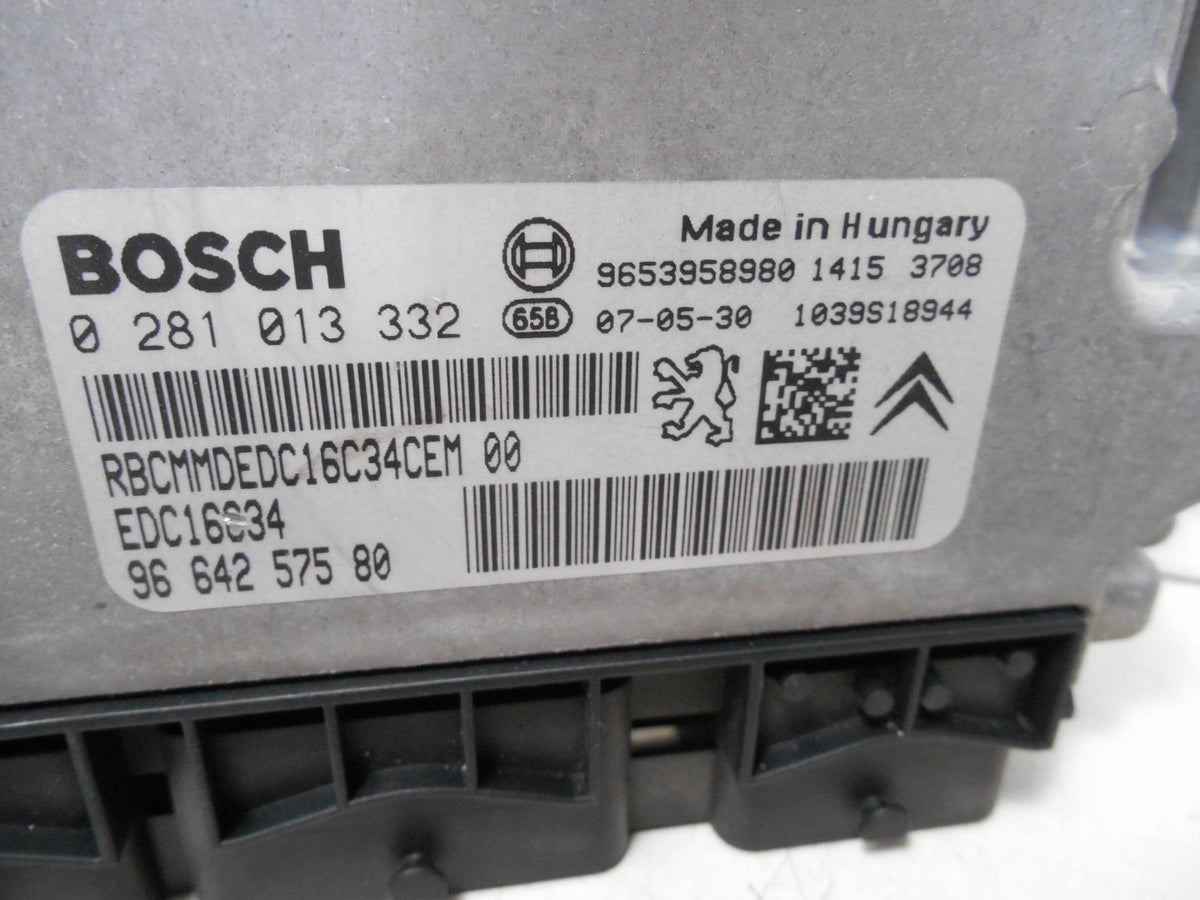 BOSCH
Made in Hungary
9653958980 1415 3708
0 281 013 332
65B 07-05-30 1039S18944
RBCMMDEDC16C34CEM 00
EDC16C34
96 642 575 80